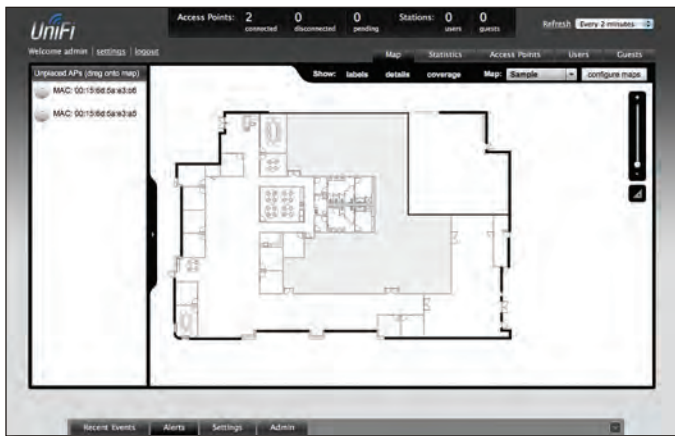 UniFi
Access Points: 2 connected 0 disconnected 0 pending Stations: 0 users 0 guests
Refresh Every 2 minutes
Welcome admin | settings | logout
Map Statistics Access Points Users Guests
Unplaced APs (drag onto map)
Show: labels details coverage Map: Sample configure maps
MAC: 00:15:6d:5a:e3:b6
MAC: 00:15:6d:5a:e3:a5
Recent Events Alerts Settings Admin